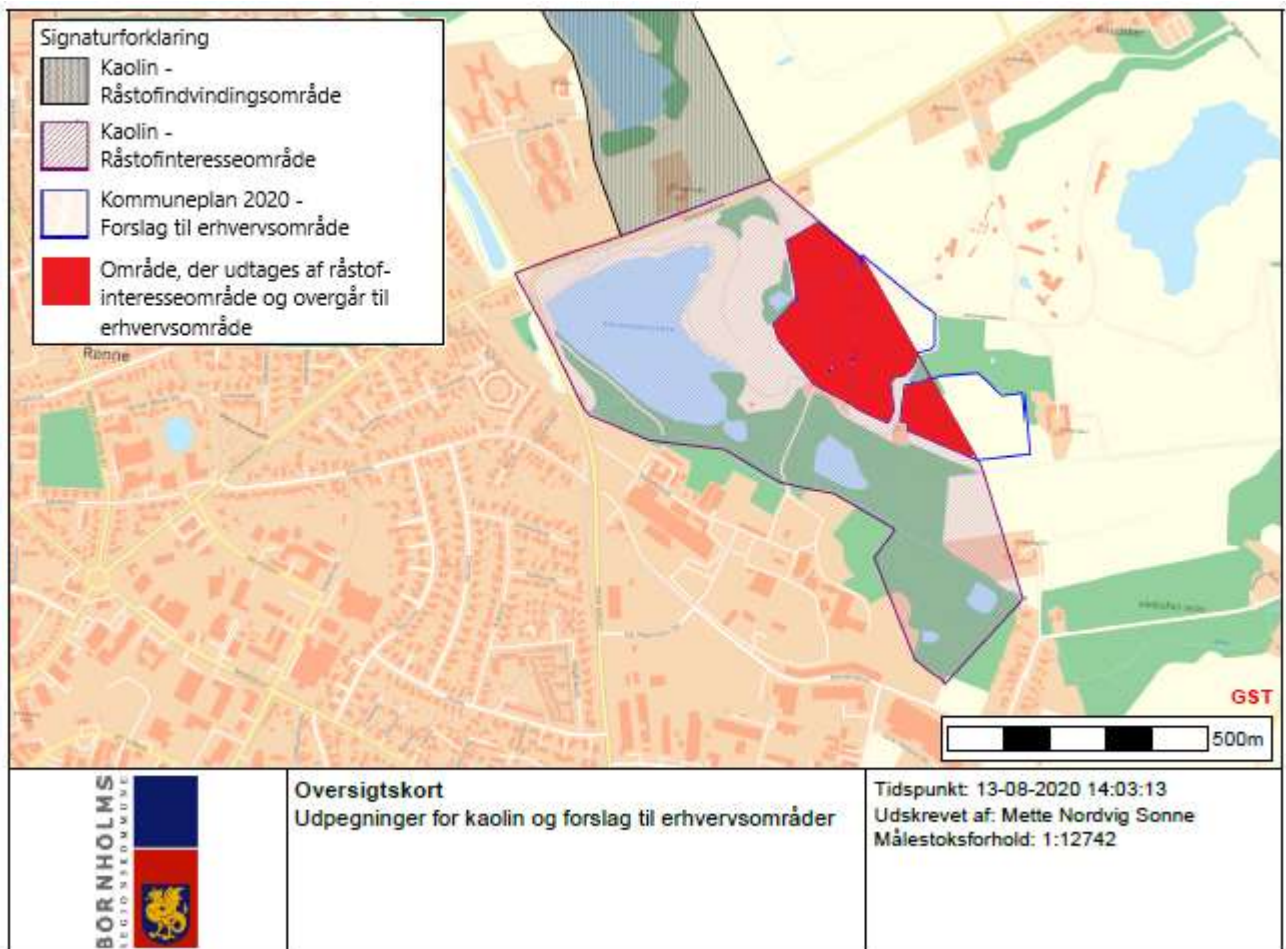 Signaturforklaring
Kaolin -
Råstofindvindingsområde
Kaolin -
Råstofinteresseområde
Kommuneplan 2020 -
Forslag til erhvervsområde
Område, der udtages af råstof-
interesseområde og overgår til
erhvervsområde
Rønne
GST
500m
BORNHOLMS
REGIONSKOMMUNE
Oversigtskort
Udpegninger for kaolin og forslag til erhvervsområder
Tidspunkt: 13-08-2020 14:03:13
Udskrevet af: Mette Nordvig Sonne
Målestoksforhold: 1:12742